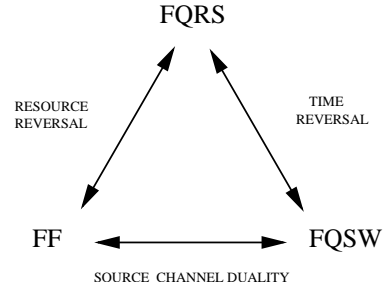 FQRS
RESOURCE
REVERSAL
TIME
REVERSAL
FF
FQSW
SOURCE CHANNEL DUALITY